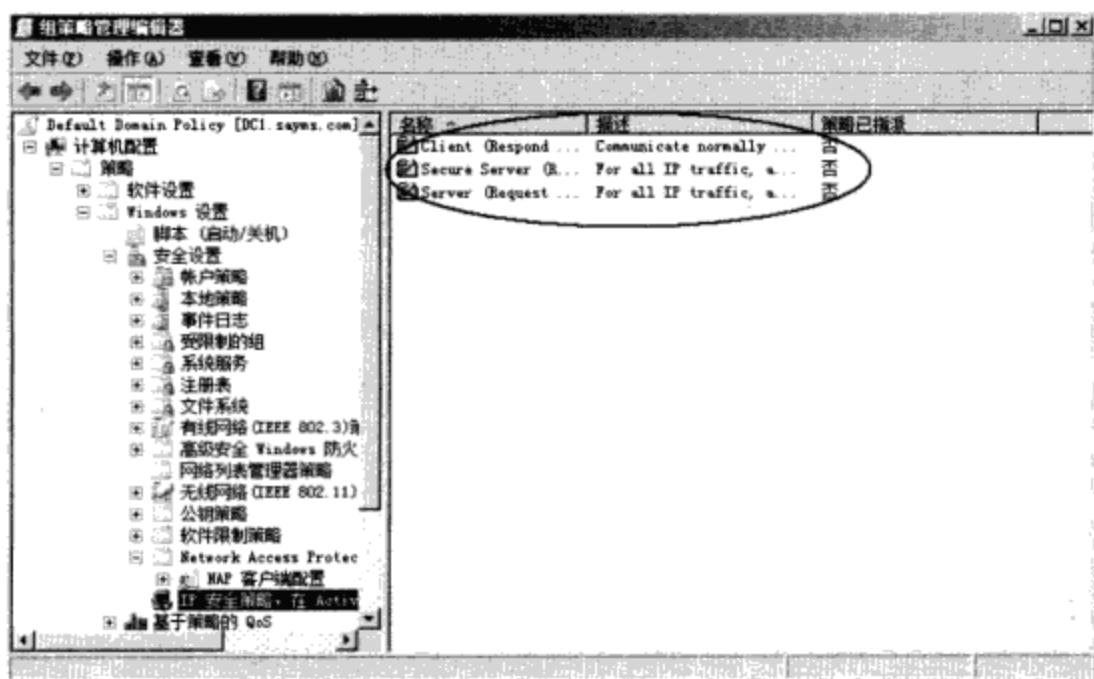 组策略管理编辑器
文件(F) 操作(A) 查看(V) 帮助(H)
Default Domain Policy [DC1.sayms.com]
计算机配置
策略
软件设置
Windows 设置
脚本 (启动/关机)
安全设置
帐户策略
本地策略
事件日志
受限制的组
系统服务
注册表
文件系统
有线网络(IEEE 802.3)策
高级安全 Windows 防火
网络列表管理器策略
无线网络(IEEE 802.11)
公钥策略
软件限制策略
Network Access Protec
NAP 客户端配置
IP 安全策略，在 Activ
基于策略的 QoS
名称 描述 策略已指派
Client (Respond ... Communicate normally ... 否
Secure Server (R... For all IP traffic, a... 否
Server (Request ... For all IP traffic, a... 否